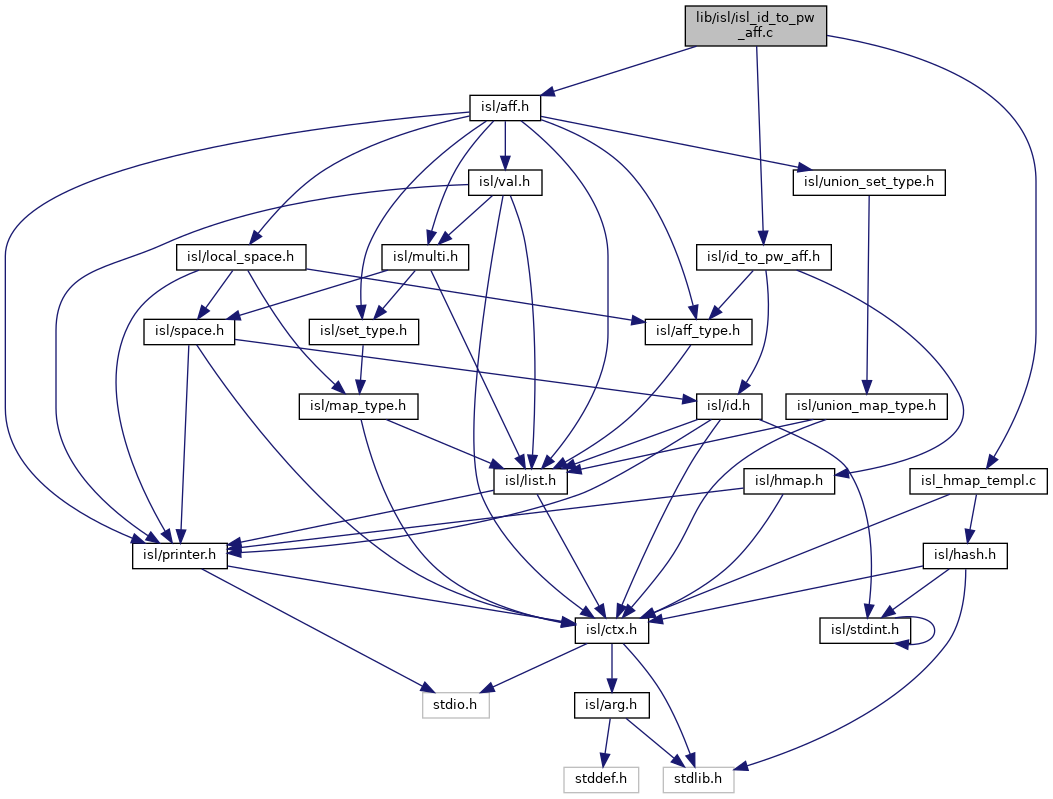 lib/isl/isl_id_to_pw
_aff.c
isl/aff.h
isl/val.h
isl/union_set_type.h
isl/local_space.h
isl/multi.h
isl/id_to_pw_aff.h
isl/space.h
isl/set_type.h
isl/aff_type.h
isl/map_type.h
isl/id.h
isl/union_map_type.h
isl/list.h
isl/hmap.h
isl_hmap_templ.c
isl/printer.h
isl/hash.h
isl/ctx.h
isl/stdint.h
stdio.h
isl/arg.h
stddef.h
stdlib.h